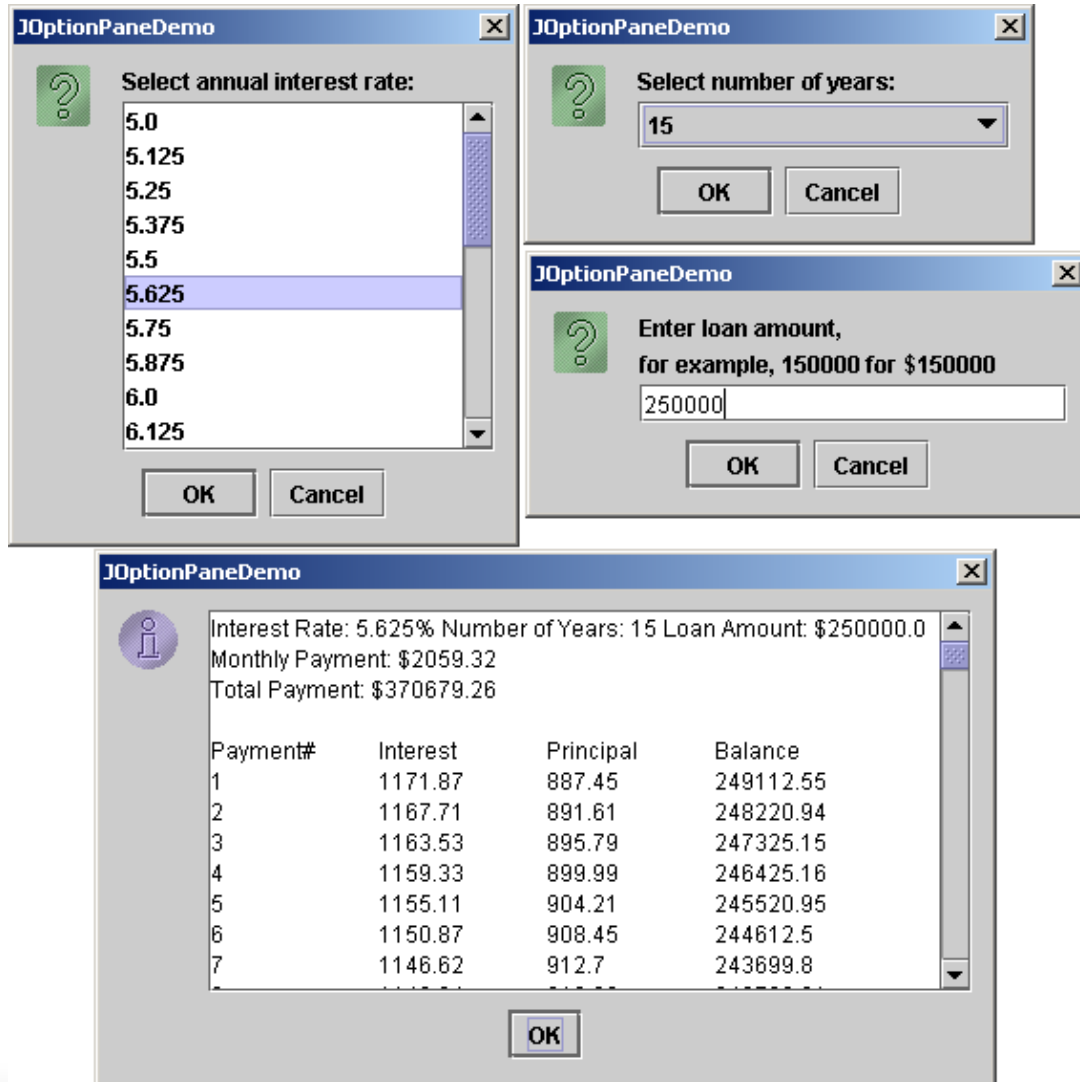 JOptionPaneDemo
Select annual interest rate:
5.0
5.125
5.25
5.375
5.5
5.625
5.75
5.875
6.0
6.125
OK Cancel
JOptionPaneDemo
Select number of years:
15
OK Cancel
JOptionPaneDemo
Enter loan amount,
for example, 150000 for $150000
250000
OK Cancel
JOptionPaneDemo
Interest Rate: 5.625% Number of Years: 15 Loan Amount: $250000.0
Monthly Payment: $2059.32
Total Payment: $370679.26
Payment# Interest Principal Balance
1 1171.87 887.45 249112.55
2 1167.71 891.61 248220.94
3 1163.53 895.79 247325.15
4 1159.33 899.99 246425.16
5 1155.11 904.21 245520.95
6 1150.87 908.45 244612.5
7 1146.62 912.7 243699.8
OK